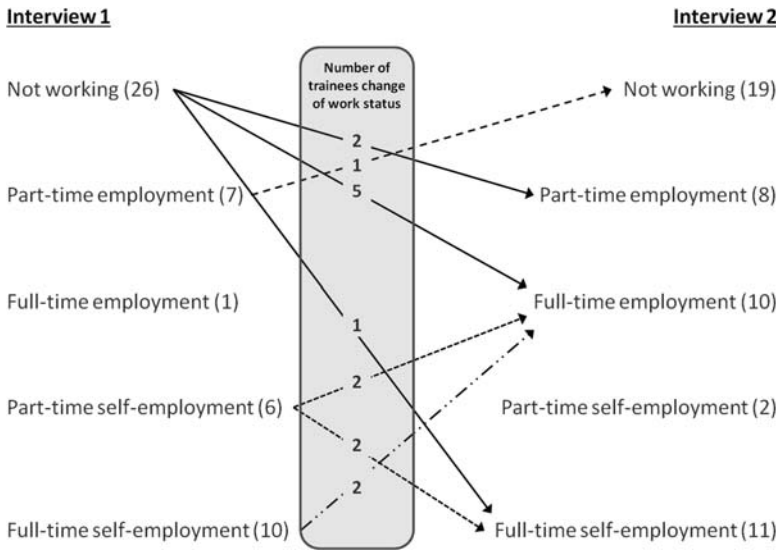 Interview 1
Interview 2
Number of
trainees change
of work status
Not working (26)
Not working (19)
2
1
5
Part-time employment (7)
Part-time employment (8)
Full-time employment (1)
Full-time employment (10)
1
2
Part-time self-employment (6)
Part-time self-employment (2)
2
2
Full-time self-employment (10)
Full-time self-employment (11)